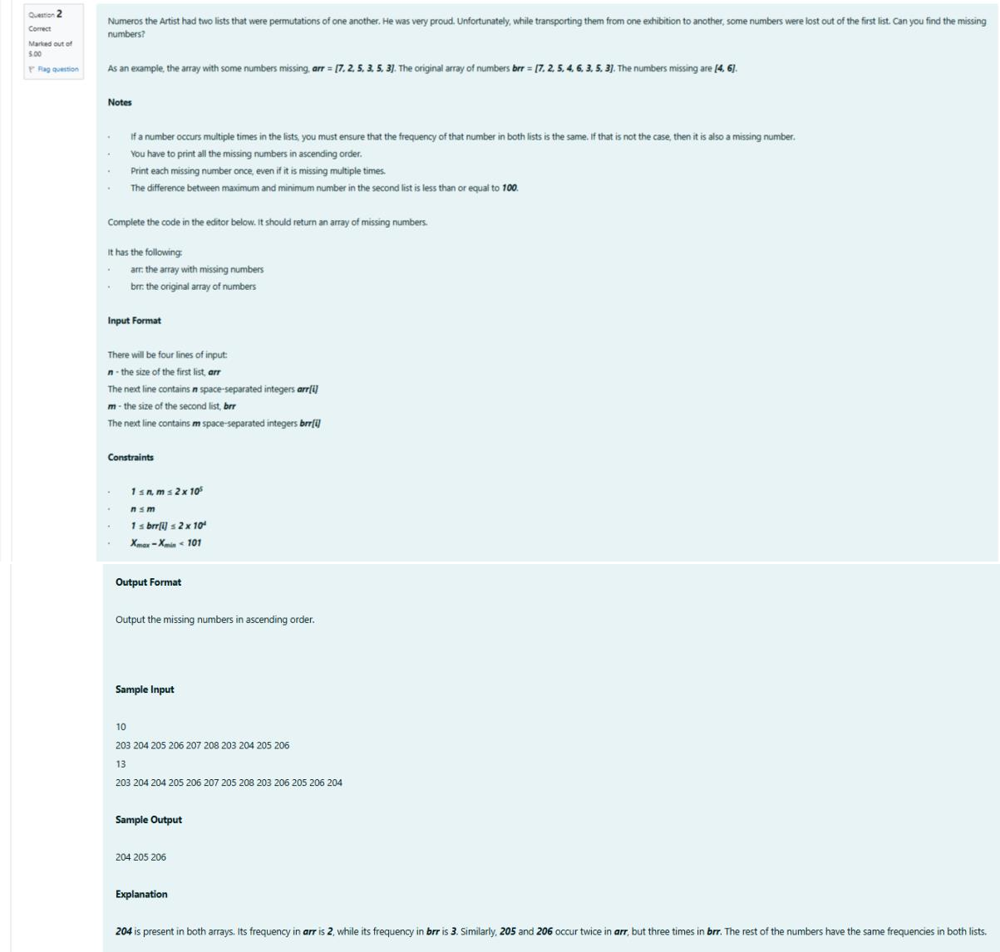 Question 2
Correct
Marked out of
5.00
Flag question
Numeros the Artist had two lists that were permutations of one another. He was very proud. Unfortunately, while transporting them from one exhibition to another, some numbers were lost out of the first list. Can you find the missing
numbers?
As an example, the array with some numbers missing, arr = [7, 2, 5, 3, 5, 3]. The original array of numbers brr = [7, 2, 5, 4, 6, 3, 5, 3]. The numbers missing are [4, 6].
Notes
· If a number occurs multiple times in the lists, you must ensure that the frequency of that number in both lists is the same. If that is not the case, then it is also a missing number.
· You have to print all the missing numbers in ascending order.
· Print each missing number once, even if it is missing multiple times.
· The difference between maximum and minimum number in the second list is less than or equal to 100.
Complete the code in the editor below. It should return an array of missing numbers.
It has the following:
· arr: the array with missing numbers
· brr: the original array of numbers
Input Format
There will be four lines of input:
n - the size of the first list, arr
The next line contains n space-separated integers arr[i]
m - the size of the second list, brr
The next line contains m space-separated integers brr[i]
Constraints
· 1 ≤ n, m ≤ 2 x 10⁵
· n ≤ m
· 1 ≤ brr[i] ≤ 2 x 10⁴
· Xmax – Xmin < 101
Output Format
Output the missing numbers in ascending order.
Sample Input
10
203 204 205 206 207 208 203 204 205 206
13
203 204 204 205 206 207 205 208 203 206 205 206 204
Sample Output
204 205 206
Explanation
204 is present in both arrays. Its frequency in arr is 2, while its frequency in brr is 3. Similarly, 205 and 206 occur twice in arr, but three times in brr. The rest of the numbers have the same frequencies in both lists.